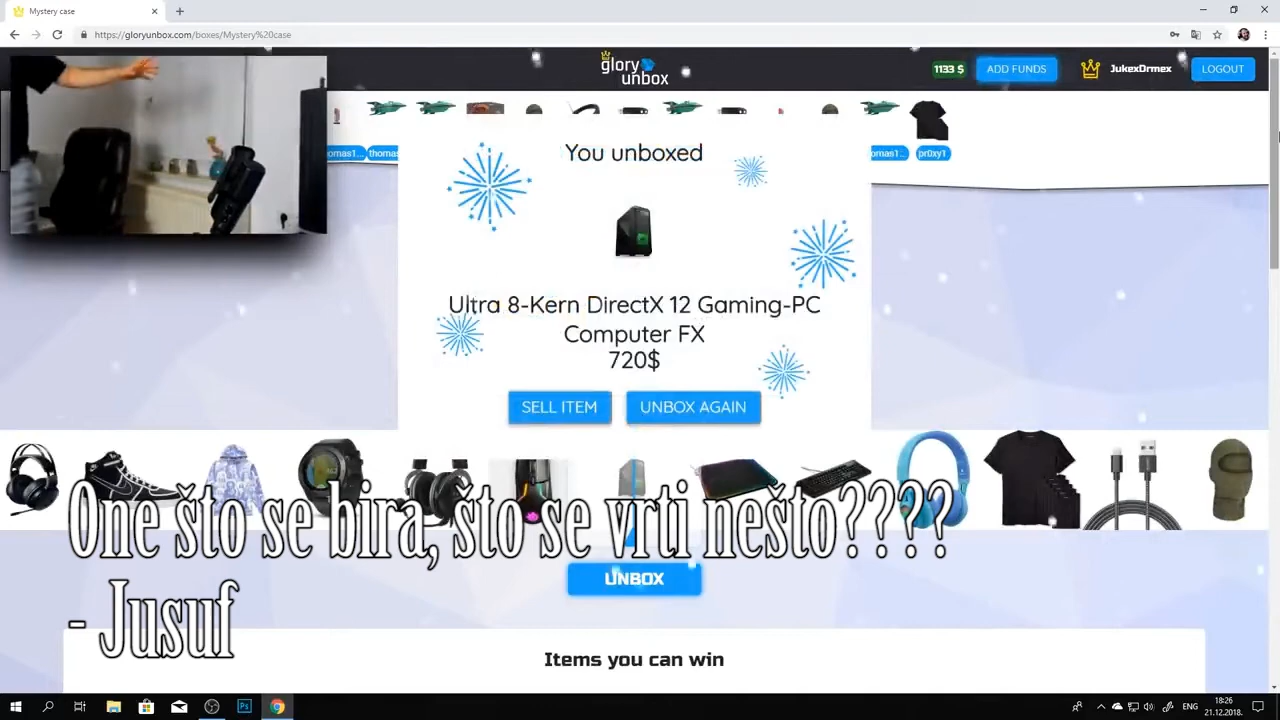 Mystery case
https://gloryunbox.com/boxes/Mystery%20case
glory
unbox
1133 $
ADD FUNDS
JukexDrmex
LOGOUT
pr0xy1
You unboxed
Ultra 8-Kern DirectX 12 Gaming-PC
Computer FX
720$
SELL ITEM
UNBOX AGAIN
One što se bira, što se vrti nešto????
- Jusuf
UNBOX
Items you can win
18:26
21.12.2018.